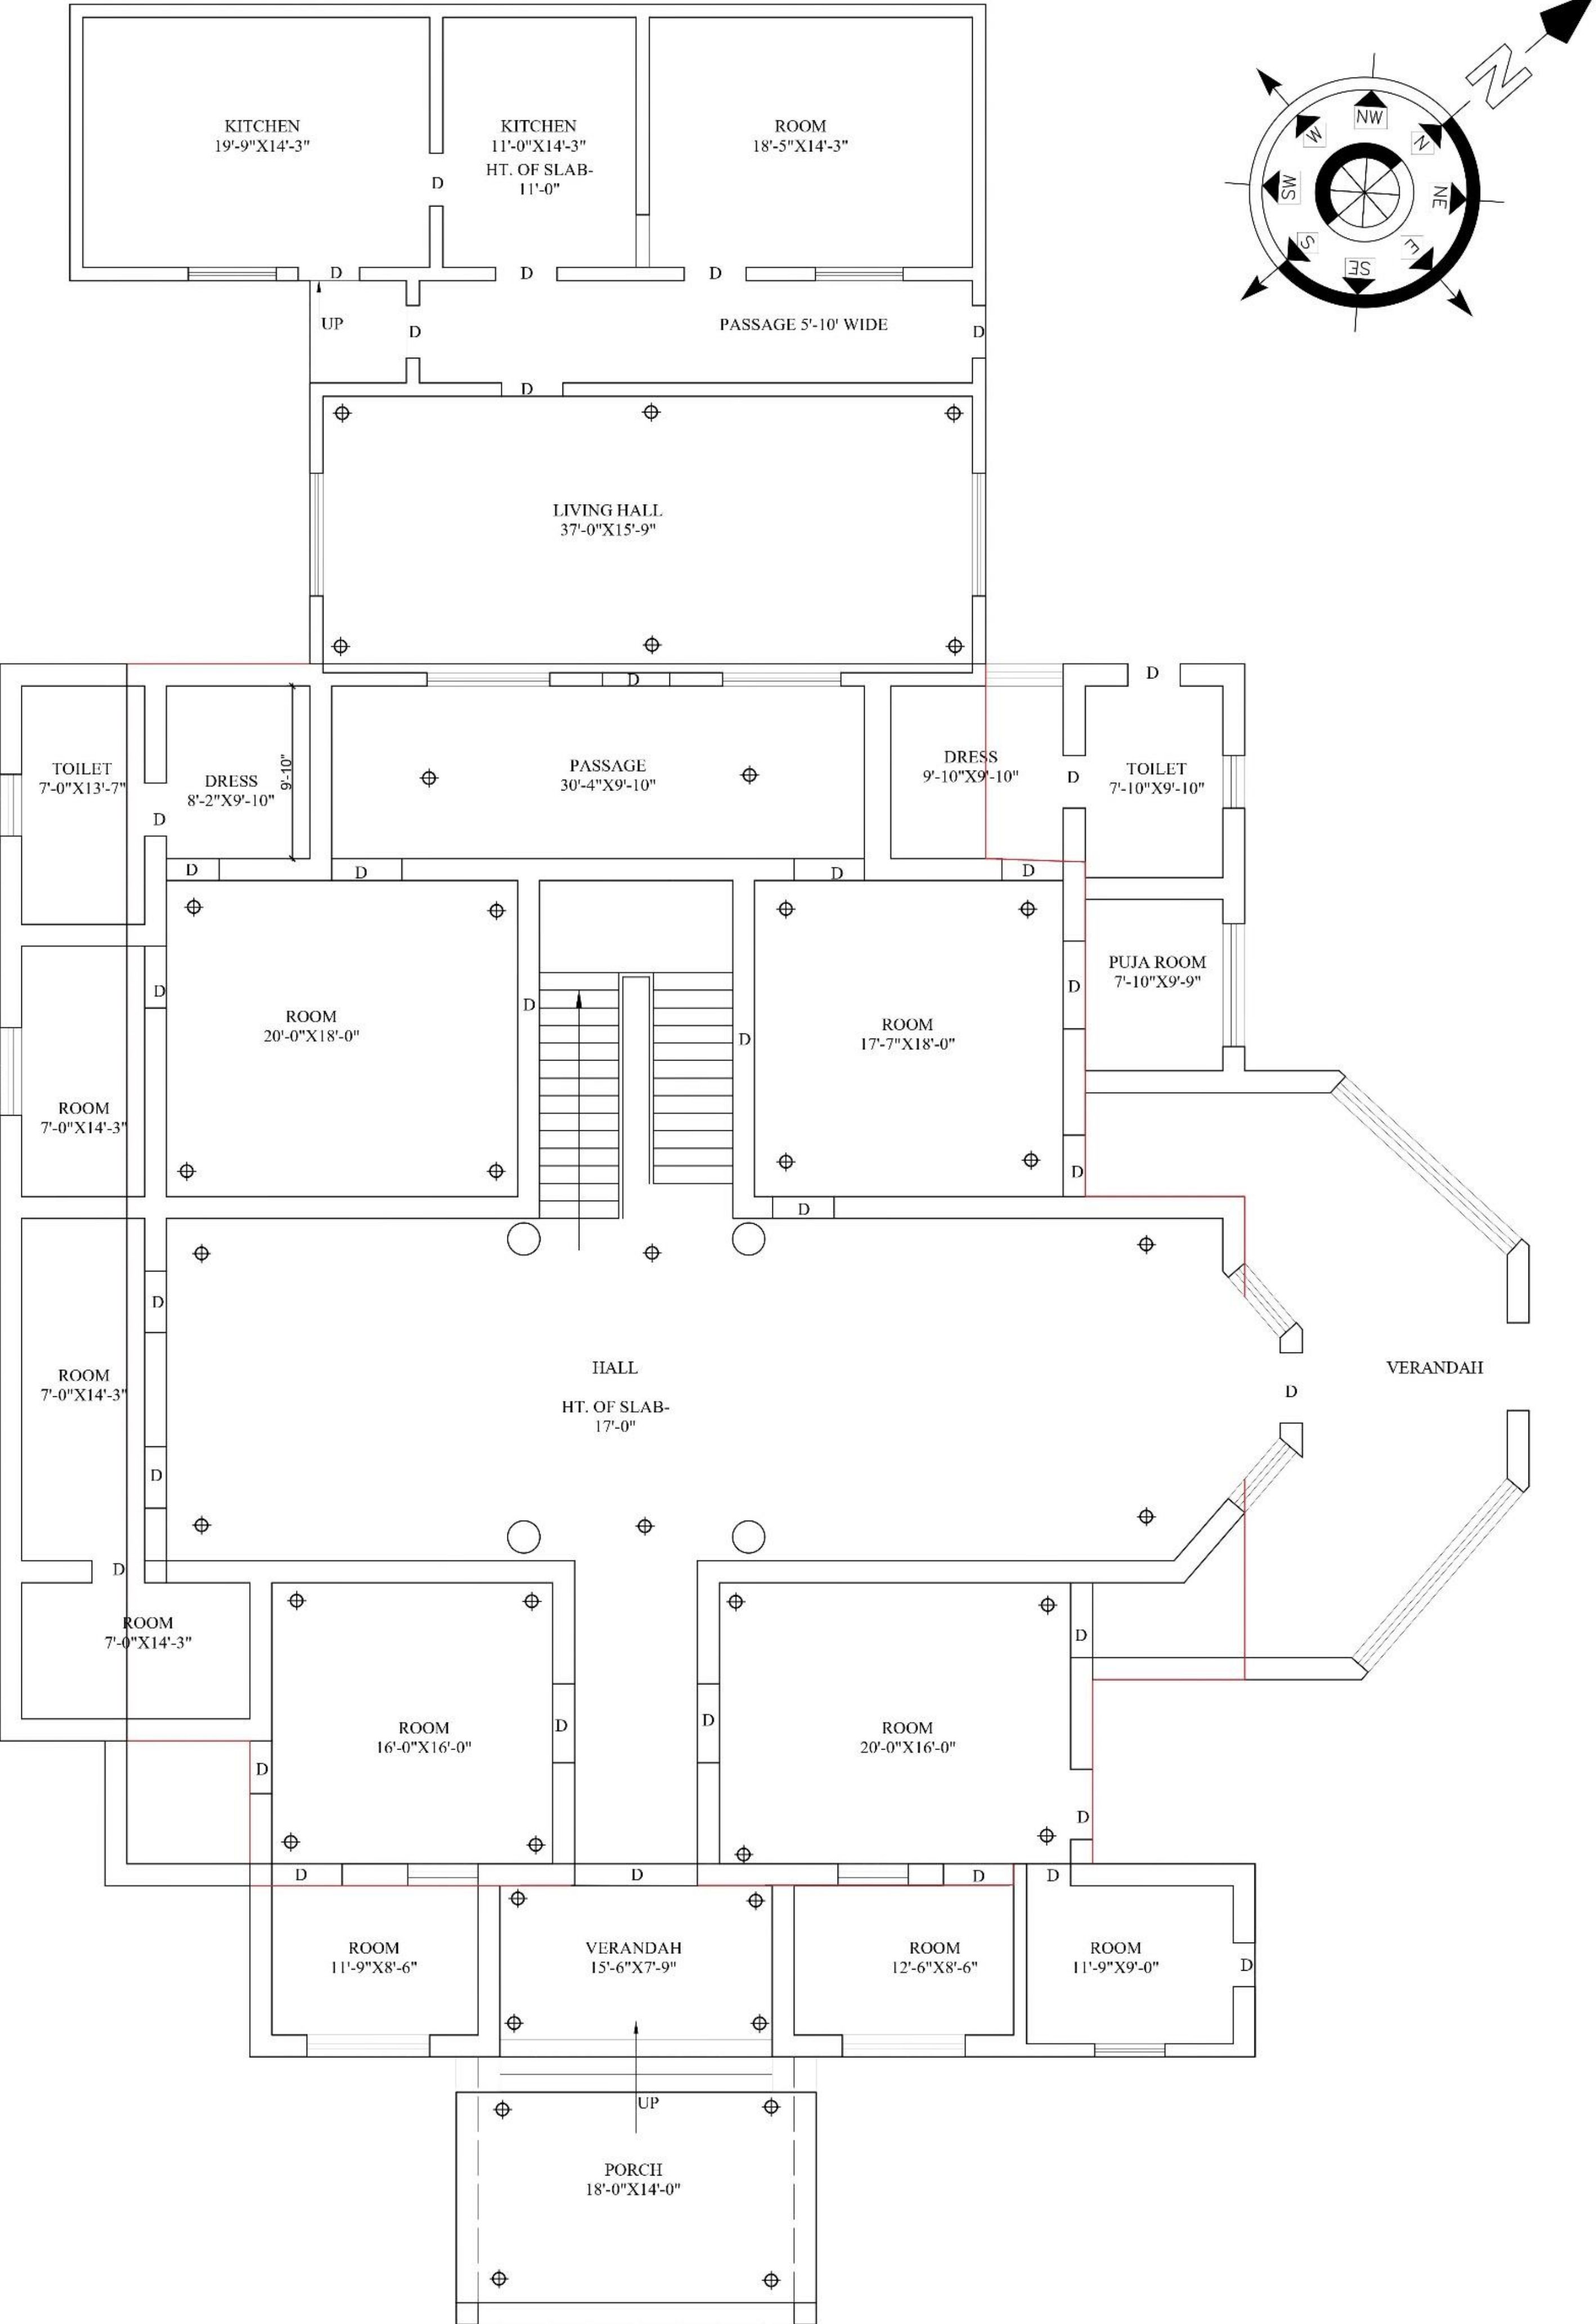 N
NW
N
NE
E
SE
S
SW
W
KITCHEN
19'-9"X14'-3"
D
KITCHEN
11'-0"X14'-3"
HT. OF SLAB-
11'-0"
ROOM
18'-5"X14'-3"
D
D
D
UP
D
PASSAGE 5'-10' WIDE
D
D
LIVING HALL
37'-0"X15'-9"
D
D
TOILET
7'-0"X13'-7"
D
DRESS
8'-2"X9'-10"
9'-10"
PASSAGE
30'-4"X9'-10"
DRESS
9'-10"X9'-10"
D
TOILET
7'-10"X9'-10"
D
D
D
D
D
ROOM
20'-0"X18'-0"
D
D
ROOM
17'-7"X18'-0"
D
PUJA ROOM
7'-10"X9'-9"
ROOM
7'-0"X14'-3"
D
D
D
ROOM
7'-0"X14'-3"
HALL
HT. OF SLAB-
17'-0"
D
VERANDAH
D
D
ROOM
7'-0"X14'-3"
D
ROOM
16'-0"X16'-0"
D
D
ROOM
20'-0"X16'-0"
D
D
D
D
D
D
ROOM
11'-9"X8'-6"
VERANDAH
15'-6"X7'-9"
ROOM
12'-6"X8'-6"
ROOM
11'-9"X9'-0"
D
UP
PORCH
18'-0"X14'-0"